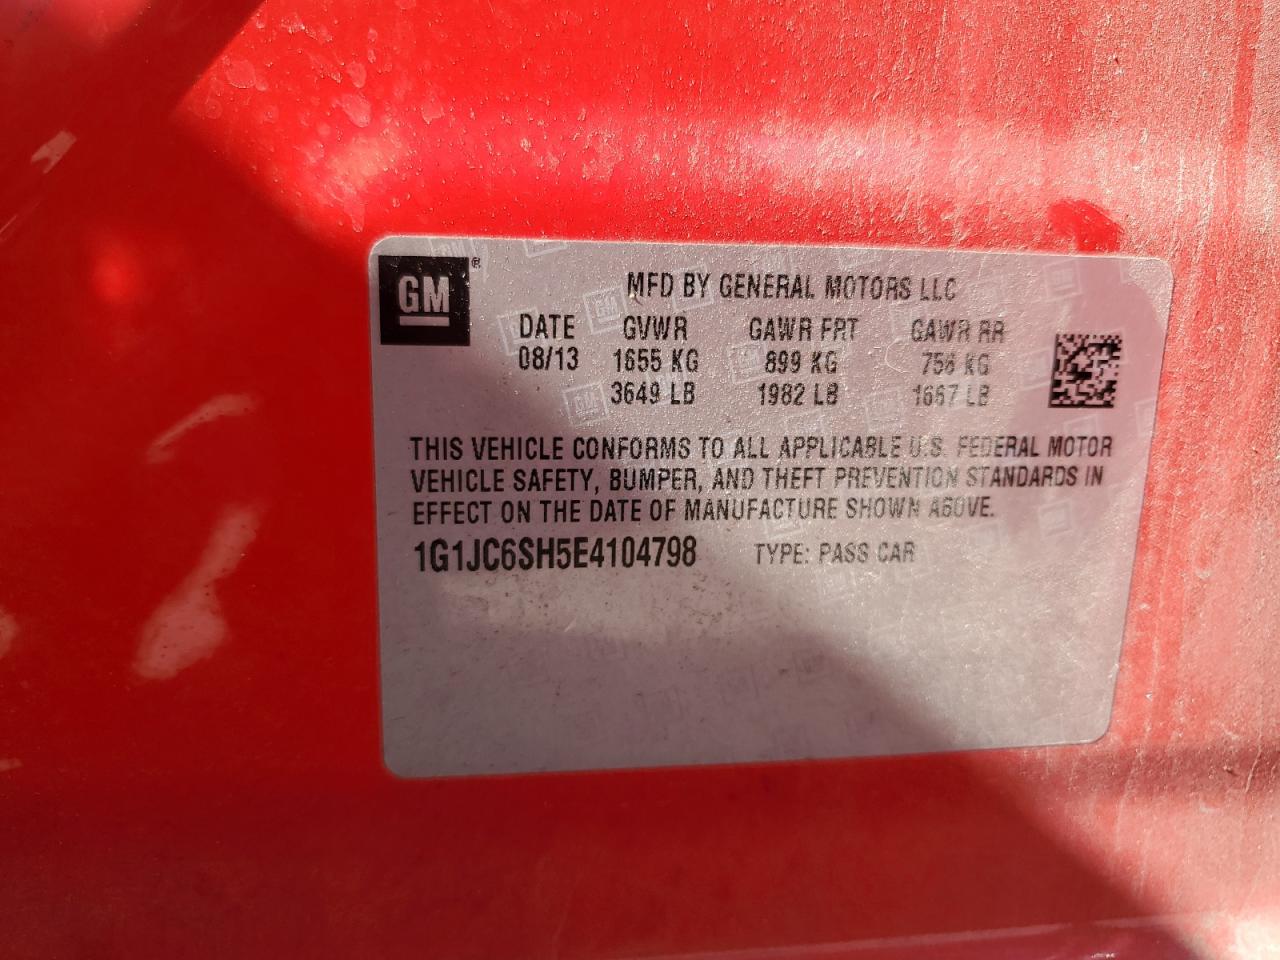 GM®
MFD BY GENERAL MOTORS LLC
DATE GVWR GAWR FRT GAWR RR
08/13 1655 KG 899 KG 756 KG
3649 LB 1982 LB 1667 LB
THIS VEHICLE CONFORMS TO ALL APPLICABLE U.S. FEDERAL MOTOR
VEHICLE SAFETY, BUMPER, AND THEFT PREVENTION STANDARDS IN
EFFECT ON THE DATE OF MANUFACTURE SHOWN ABOVE.
1G1JC6SH5E4104798 TYPE: PASS CAR